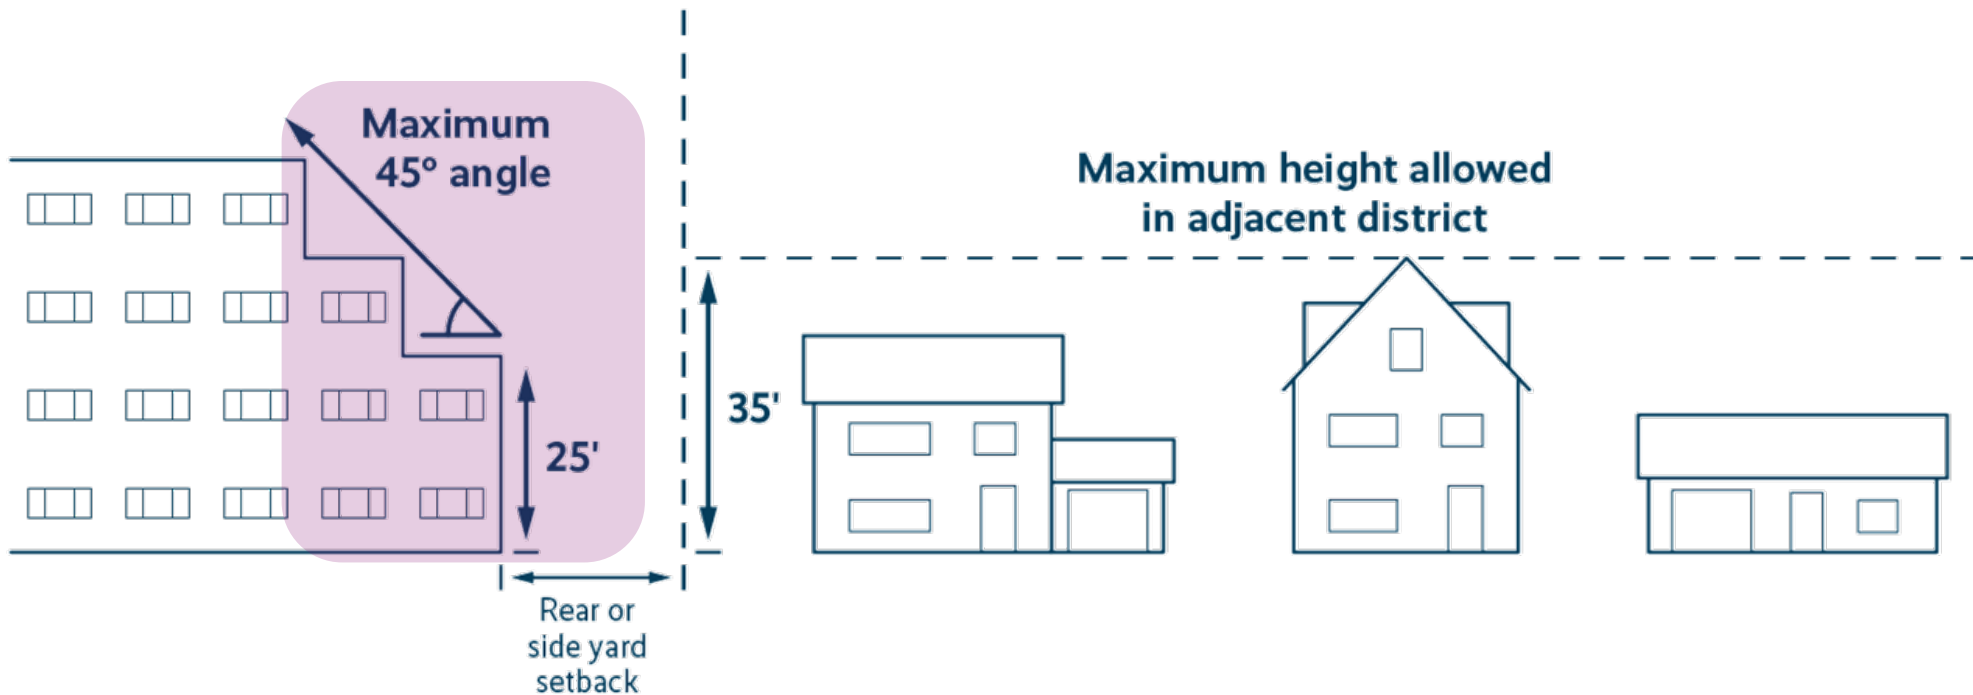 Maximum
45° angle
Maximum height allowed
in adjacent district
35'
25'
Rear or
side yard
setback